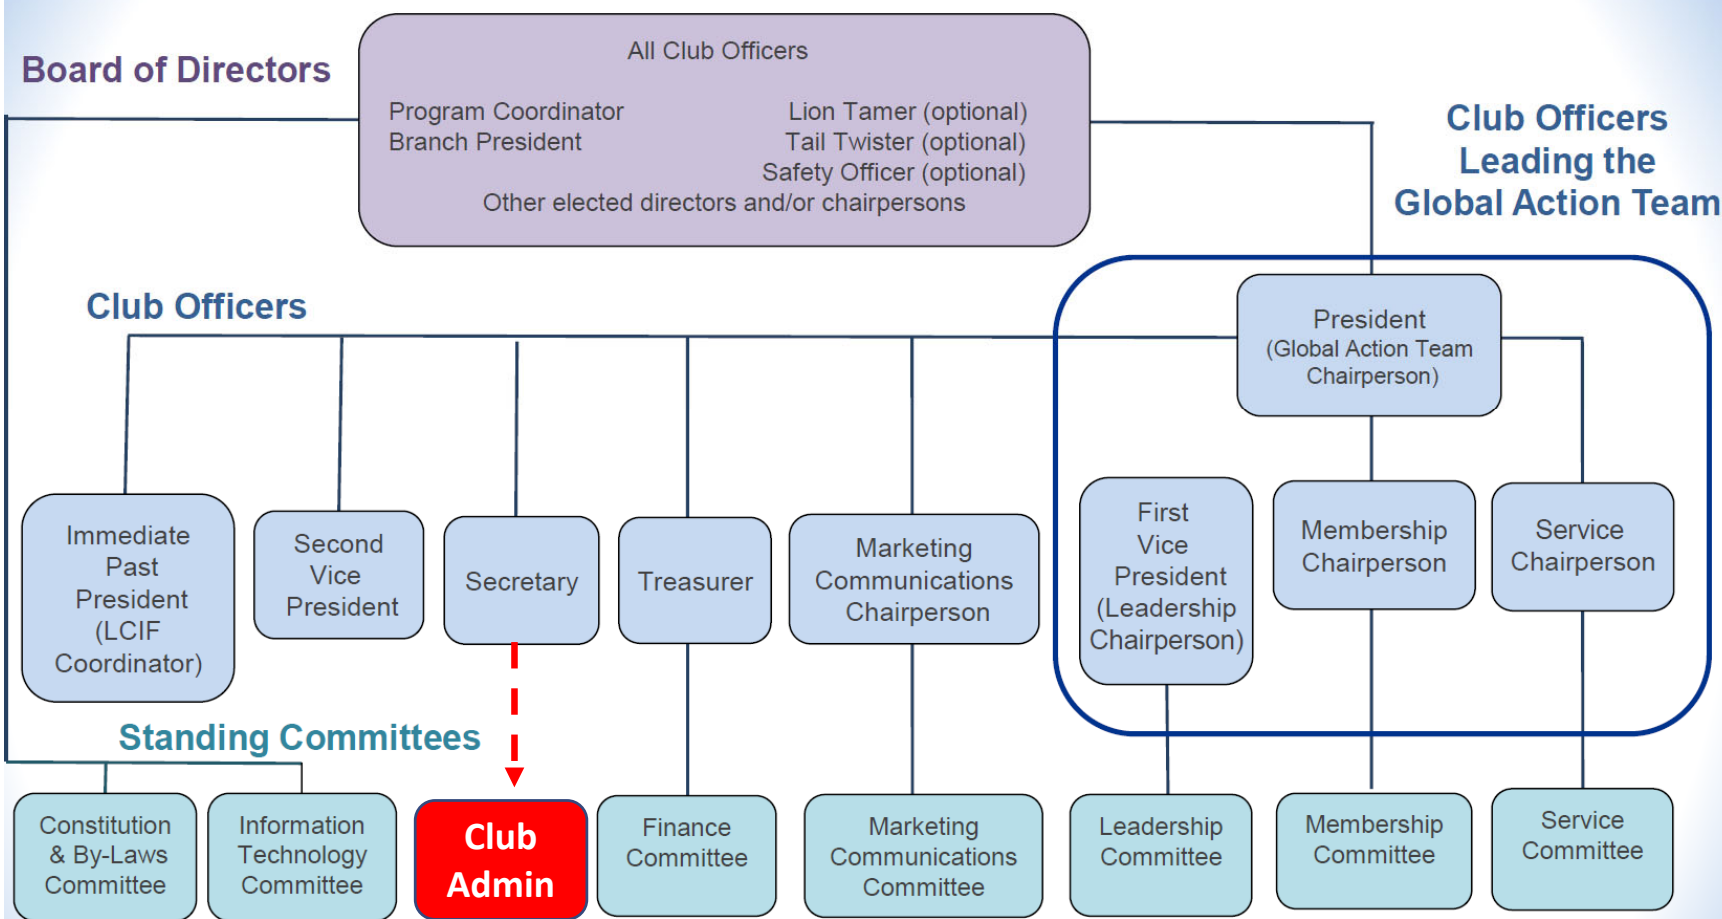 Board of Directors
All Club Officers
Program Coordinator
Branch President
Lion Tamer (optional)
Tail Twister (optional)
Safety Officer (optional)
Other elected directors and/or chairpersons
Club Officers
Leading the
Global Action Team
Club Officers
President
(Global Action Team
Chairperson)
Immediate
Past
President
(LCIF
Coordinator)
Second
Vice
President
Secretary
Treasurer
Marketing
Communications
Chairperson
First
Vice
President
(Leadership
Chairperson)
Membership
Chairperson
Service
Chairperson
Standing Committees
Constitution
& By-Laws
Committee
Information
Technology
Committee
Club
Admin
Finance
Committee
Marketing
Communications
Committee
Leadership
Committee
Membership
Committee
Service
Committee